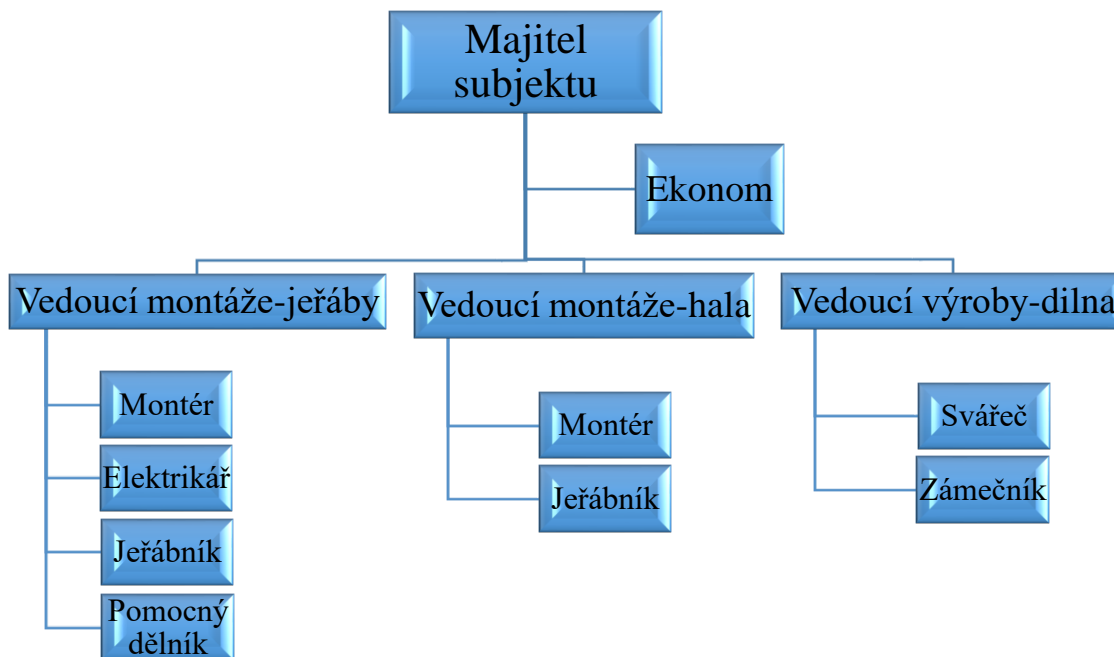 Majitel
subjektu
Ekonom
Vedoucí montáže-jeřáby
Vedoucí montáže-hala
Vedoucí výroby-dilna
Montér
Elektrikář
Jeřábník
Pomocný
dělník
Montér
Jeřábník
Svářeč
Zámečník